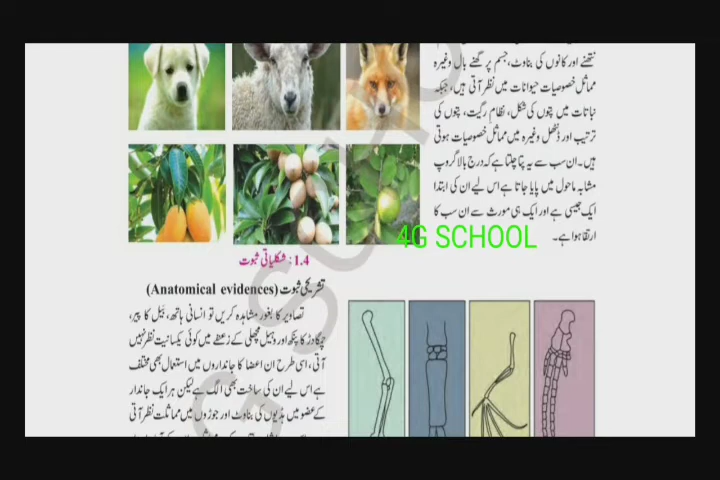 نتھنے اور کانوں کی بناوٹ، جسم پر گھنے بال وغیرہ
مماثل خصوصیات حیوانات میں نظر آتی ہیں، جبکہ
نباتات میں پتوں کی شکل، نظامِ رگیت، پتوں کی
ترتیب اور ڈنٹھل وغیرہ میں مماثل خصوصیات ہوتی
ہیں۔ ان سب سے یہ پتا چلتا ہے کہ درج بالا گروپ
مشابہ ماحول میں پایا جاتا ہے اس لیے ان کی ابتدا
ایک جیسی ہے اور ایک ہی مورث سے ان سب کا
ارتقا ہوا ہے۔
4G SCHOOL
1.4 : شکلیاتی ثبوت
تشریحی ثبوت (Anatomical evidences)
تصاویر کا بغور مشاہدہ کریں تو انسانی ہاتھ، بَیل کا پیر،
چمگادڑ کا پنکھ اور وہیل مچھلی کے زعنفے میں کوئی یکسانیت نظر نہیں
آتی، اسی طرح ان اعضا کا جانداروں میں استعمال بھی مختلف
ہے اس لیے ان کی ساخت بھی الگ ہے لیکن ہر ایک جاندار
کے عضو میں ہڈیوں کی بناوٹ اور جوڑوں میں مماثلت نظر آتی